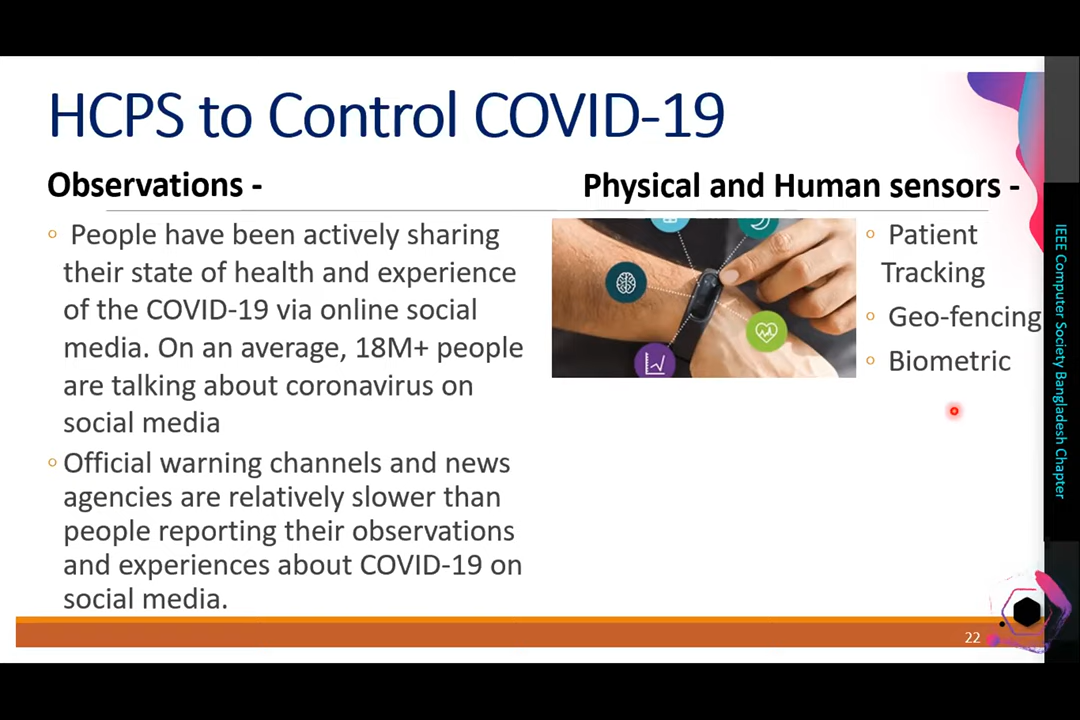 HCPS to Control COVID-19
Observations -
People have been actively sharing
their state of health and experience
of the COVID-19 via online social
media. On an average, 18M+ people
are talking about coronavirus on
social media
Official warning channels and news
agencies are relatively slower than
people reporting their observations
and experiences about COVID-19 on
social media.
Physical and Human sensors -
Patient
Tracking
Geo-fencing
Biometric
IEEE Computer Society Bangladesh Chapter
22